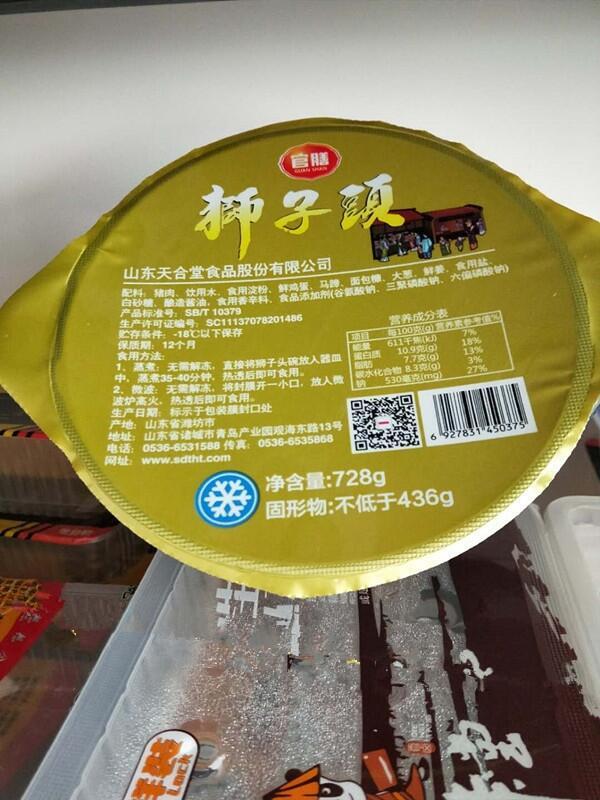 官膳
GUAN SHAN
狮子頭
山东天合堂食品股份有限公司
配料：猪肉、饮用水、食用淀粉、鲜鸡蛋、马蹄、面包糠、大葱、鲜姜、食用盐、
白砂糖、酿造酱油、食用香辛料、食品添加剂(谷氨酸钠、三聚磷酸钠、六偏磷酸钠)
产品标准号：SB/T 10379
生产许可证编号：SC11137078201486
贮存条件：-18℃以下保存
保质期：12个月
食用方法：
1、蒸煮：无需解冻，直接将狮子头碗放入器皿
中，蒸煮35-40分钟，热透后即可食用。
2、微波：无需解冻，将封膜开一小口，放入微
波炉高火，热透后即可食用。
生产日期：标示于包装膜封口处
产地：山东省潍坊市
地址：山东省诸城市青岛产业园观海东路13号
电话：0536-6531588 传真：0536-6535868
网址：www.sdtht.com
营养成分表
项目 每100克(g) 营养素参考值%
能量 611千焦(kJ) 7%
蛋白质 10.9克(g) 18%
脂肪 7.7克(g) 13%
碳水化合物 8.3克(g) 3%
钠 530毫克(mg) 27%
6 927831 450375
净含量:728g
固形物:不低于436g